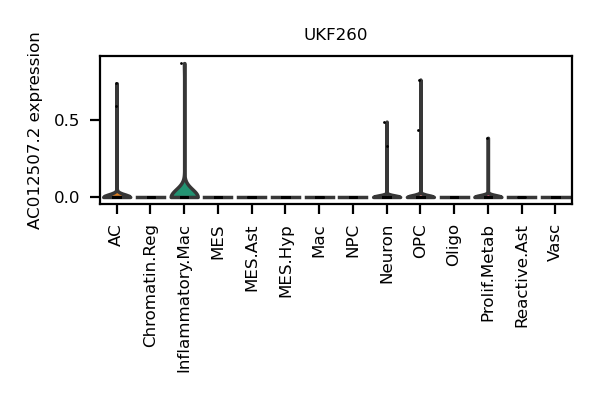 UKF260
AC012507.2 expression
0.5
0.0
AC
Chromatin.Reg
Inflammatory.Mac
MES
MES.Ast
MES.Hyp
Mac
NPC
Neuron
OPC
Oligo
Prolif.Metab
Reactive.Ast
Vasc